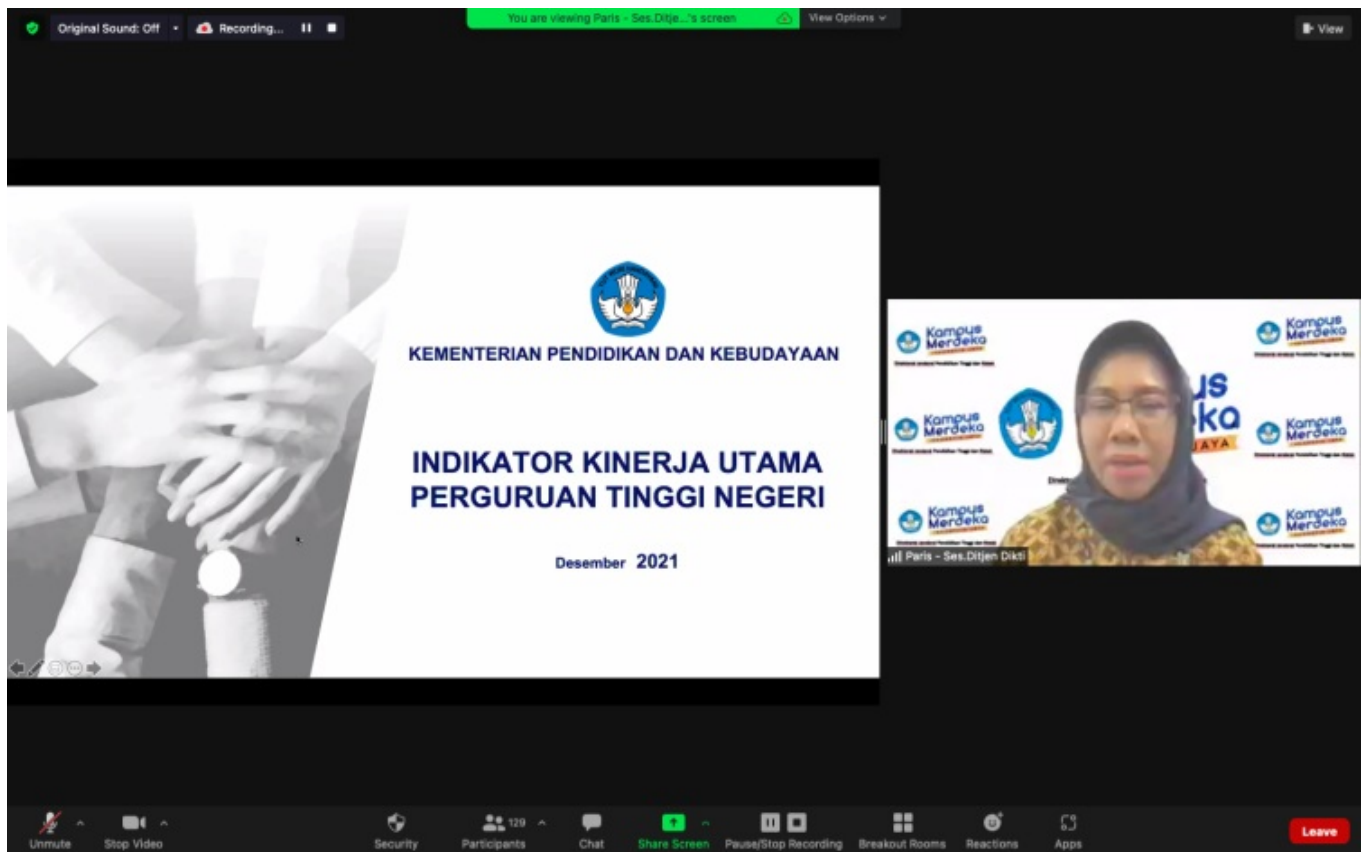 Original Sound: Off
Recording...
You are viewing Paris - Ses.Ditje...'s screen
View Options
View
KEMENTERIAN PENDIDIKAN DAN KEBUDAYAAN
INDIKATOR KINERJA UTAMA
PERGURUAN TINGGI NEGERI
Desember 2021
Kampus
Merdeka
Kampus
Merdeka
Kampus
Merdeka
Kampus
Merdeka
Kampus
Merdeka
Kampus
Merdeka
us
ka
JAYA
Paris - Ses.Ditjen Dikti
Unmute
Stop Video
Security
129
Participants
Chat
Share Screen
Pause/Stop Recording
Breakout Rooms
Reactions
Apps
Leave